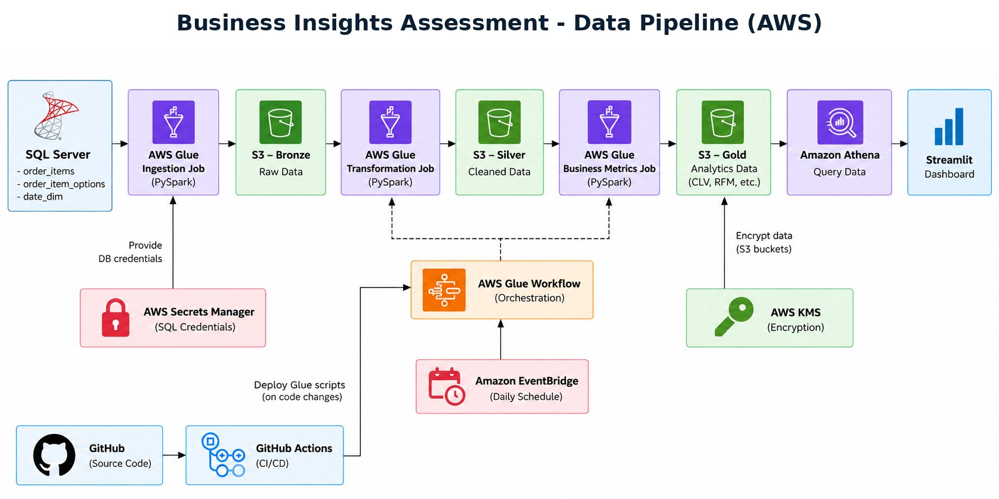 Business Insights Assessment - Data Pipeline (AWS)
SQL Server
- order_items
- order_item_options
- date_dim
AWS Glue
Ingestion Job
(PySpark)
S3 – Bronze
Raw Data
AWS Glue
Transformation Job
(PySpark)
S3 – Silver
Cleaned Data
AWS Glue
Business Metrics Job
(PySpark)
S3 – Gold
Analytics Data
(CLV, RFM, etc.)
Amazon Athena
Query Data
Streamlit
Dashboard
Provide
DB credentials
Encrypt data
(S3 buckets)
AWS Secrets Manager
(SQL Credentials)
AWS Glue Workflow
(Orchestration)
AWS KMS
(Encryption)
Deploy Glue scripts
(on code changes)
Amazon EventBridge
(Daily Schedule)
GitHub
(Source Code)
GitHub Actions
(CI/CD)